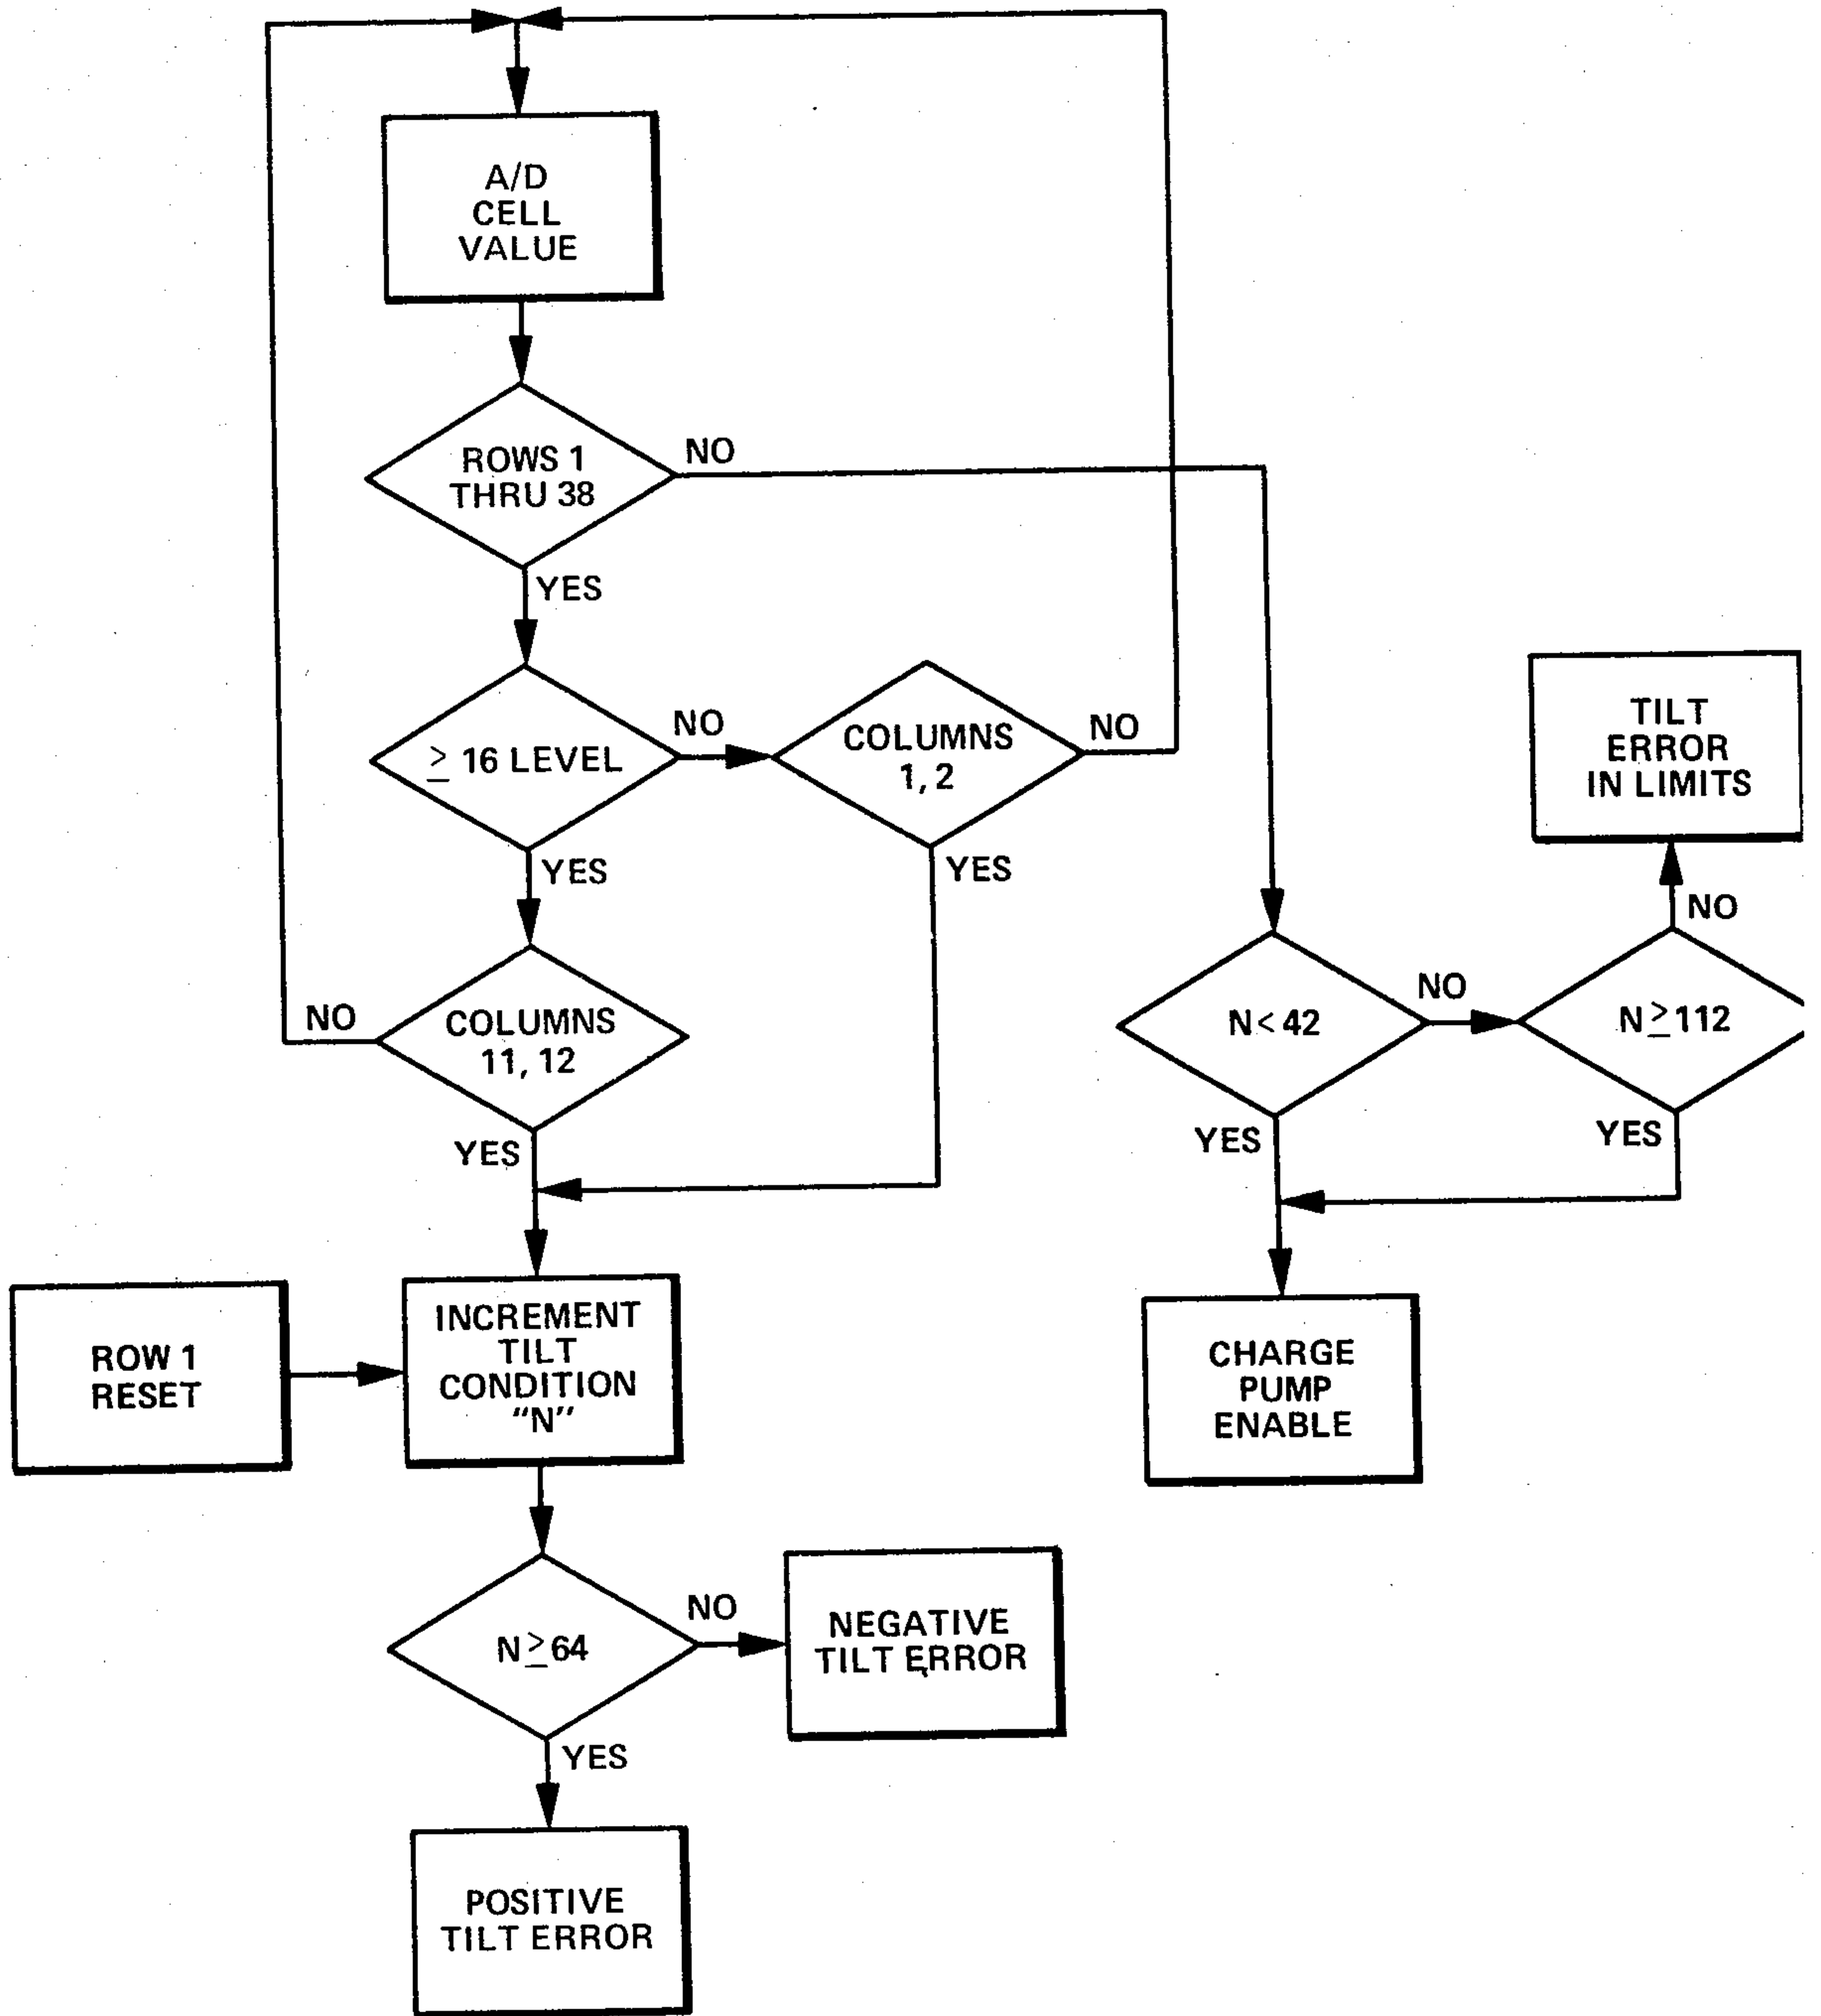 A/D
CELL
VALUE
ROWS 1
THRU 38
NO
YES
≥ 16 LEVEL
NO
COLUMNS
1, 2
NO
YES
YES
COLUMNS
11, 12
NO
YES
ROW 1
RESET
INCREMENT
TILT
CONDITION
"N"
N ≥ 64
NO
NEGATIVE
TILT ERROR
YES
POSITIVE
TILT ERROR
N < 42
NO
YES
N ≥ 112
NO
YES
TILT
ERROR
IN LIMITS
CHARGE
PUMP
ENABLE